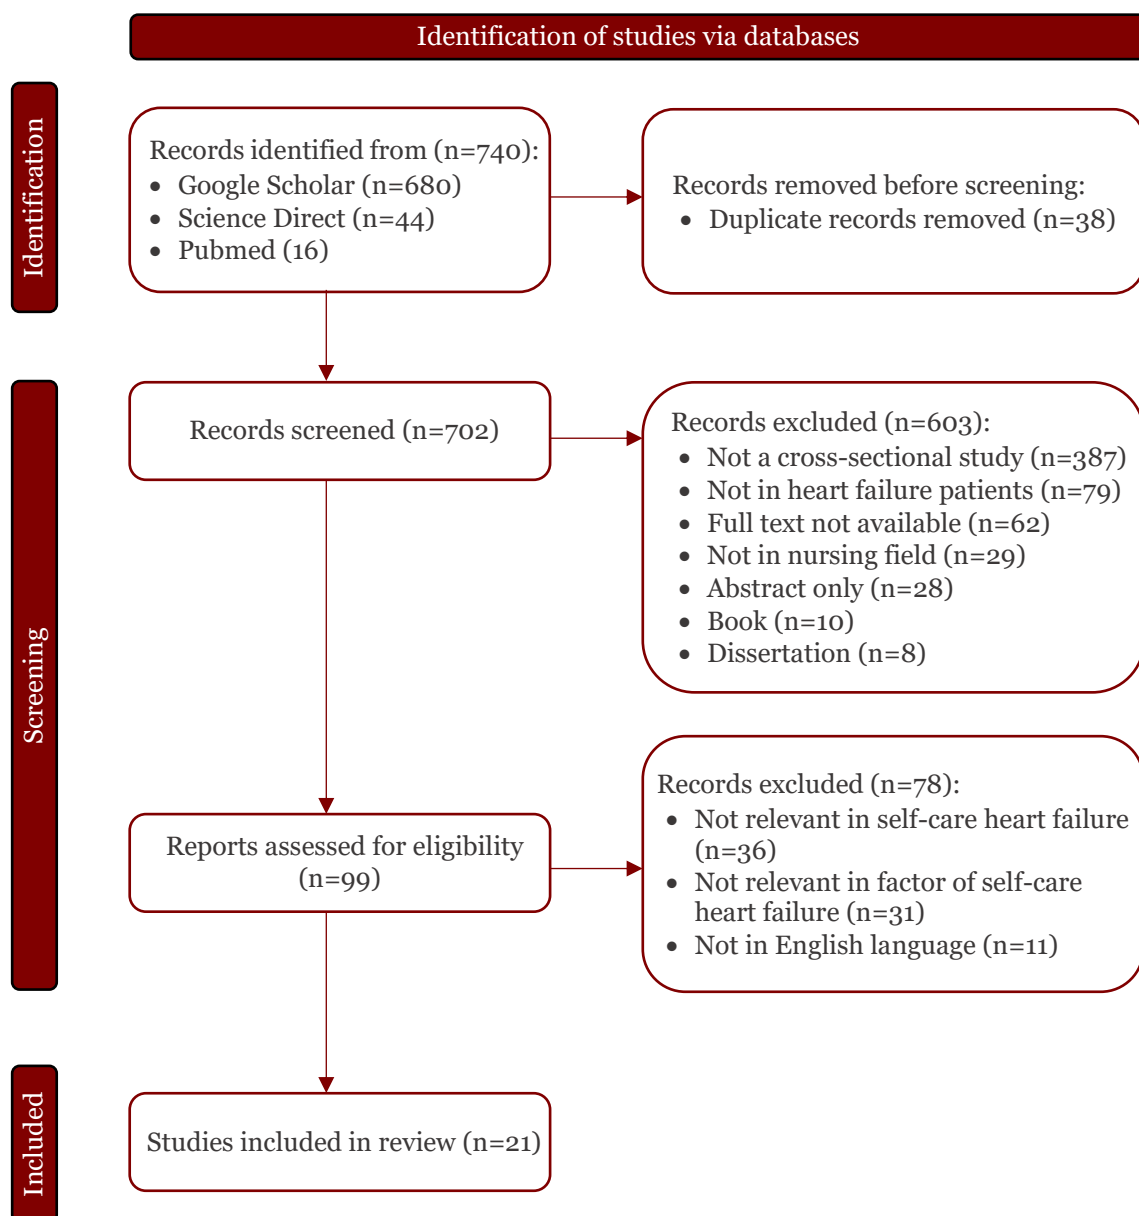 Identification of studies via databases
Identification
Records identified from (n=740):
• Google Scholar (n=680)
• Science Direct (n=44)
• Pubmed (16)
Records removed before screening:
• Duplicate records removed (n=38)
Screening
Records screened (n=702)
Records excluded (n=603):
• Not a cross-sectional study (n=387)
• Not in heart failure patients (n=79)
• Full text not available (n=62)
• Not in nursing field (n=29)
• Abstract only (n=28)
• Book (n=10)
• Dissertation (n=8)
Reports assessed for eligibility
(n=99)
Records excluded (n=78):
• Not relevant in self-care heart failure
(n=36)
• Not relevant in factor of self-care
heart failure (n=31)
• Not in English language (n=11)
Included
Studies included in review (n=21)